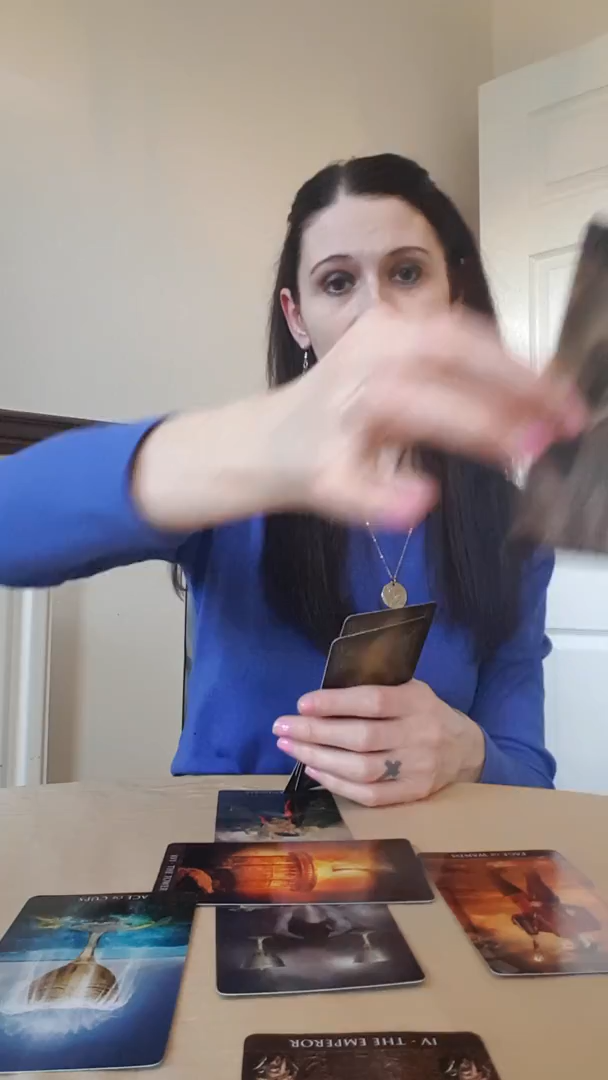 XVI · THE TOWER
ACE OF CUPS
PAGE OF WANDS
IV · THE EMPEROR